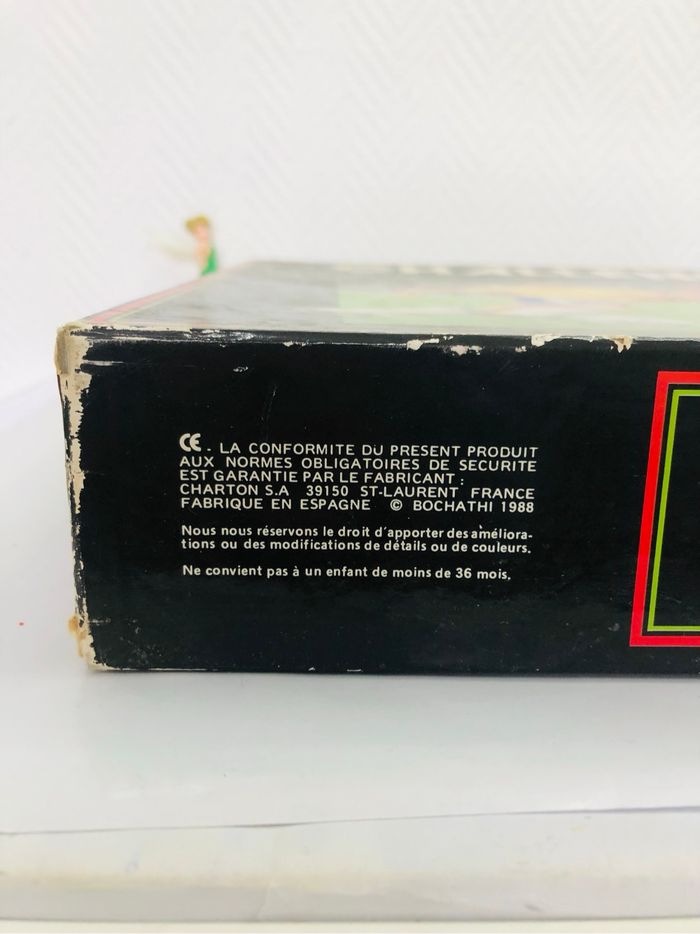 CE. LA CONFORMITE DU PRESENT PRODUIT
AUX NORMES OBLIGATOIRES DE SECURITE
EST GARANTIE PAR LE FABRICANT :
CHARTON S.A 39150 ST-LAURENT FRANCE
FABRIQUE EN ESPAGNE © BOCHATHI 1988
Nous nous réservons le droit d'apporter des améliora-
tions ou des modifications de détails ou de couleurs.
Ne convient pas à un enfant de moins de 36 mois.